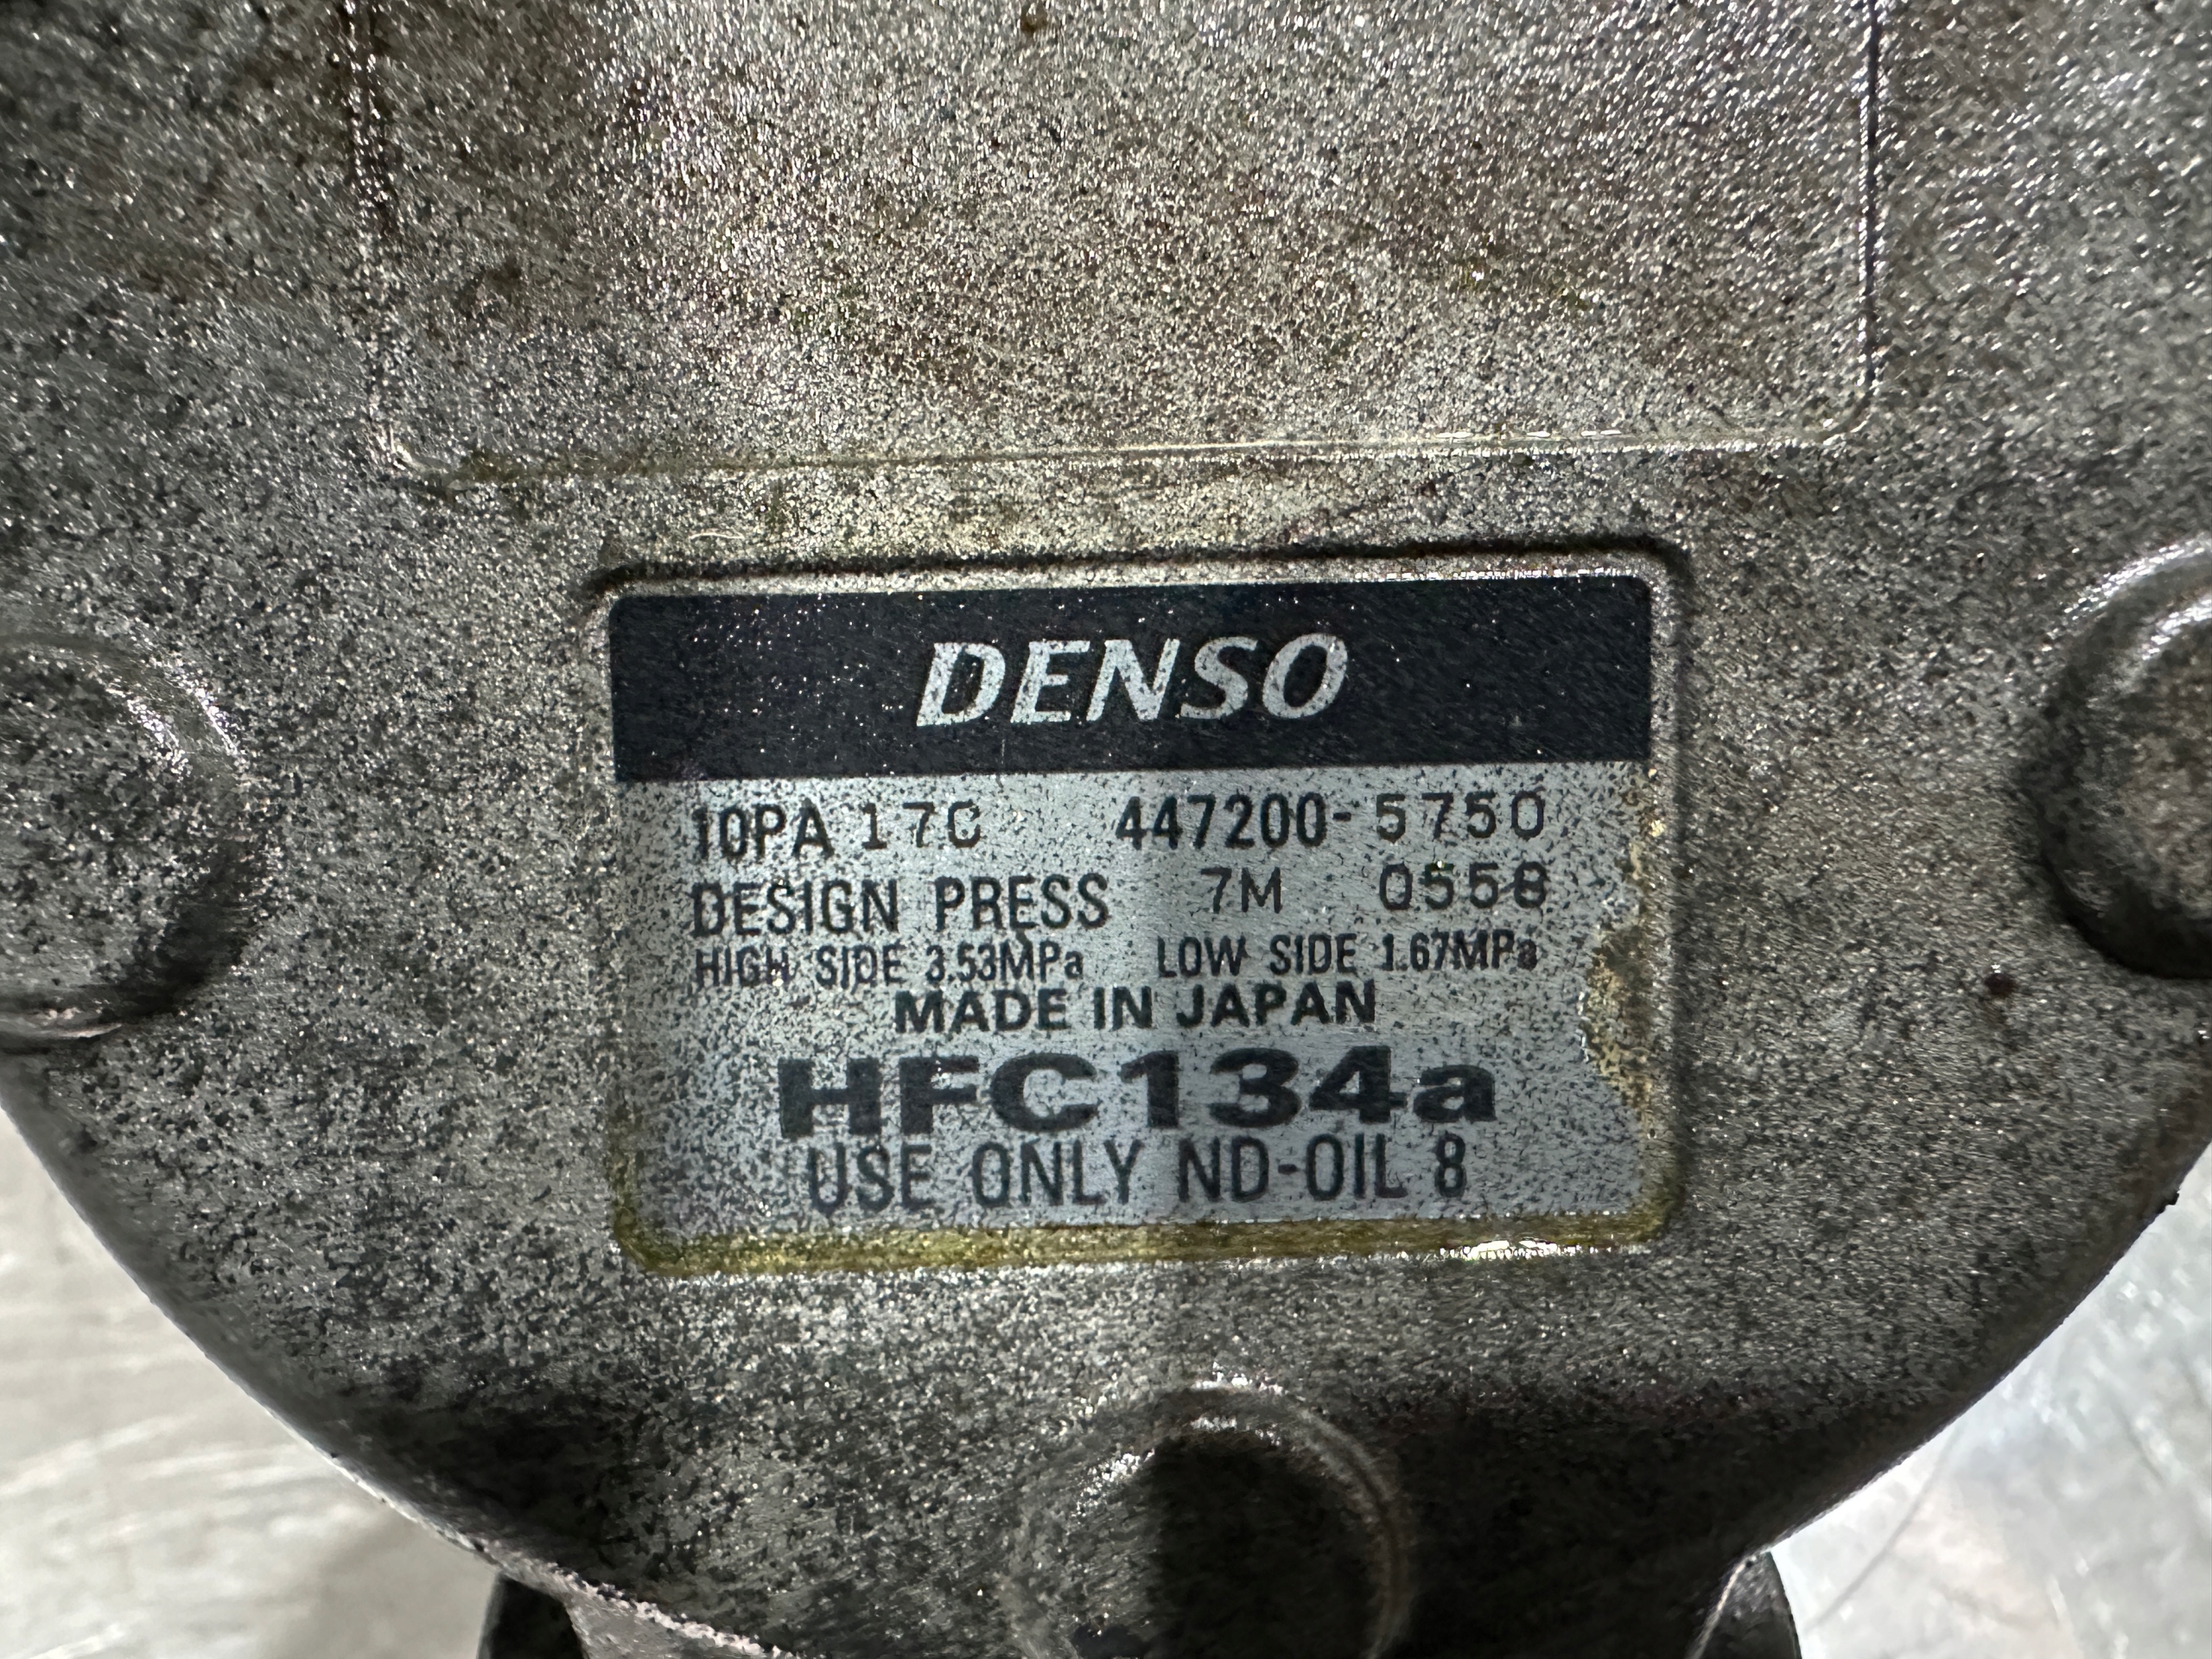 DENSO
10PA 17C 447200-5750
DESIGN PRESS 7M 0558
HIGH SIDE 3.53MPa LOW SIDE 1.67MPa
MADE IN JAPAN
HFC134a
USE ONLY ND-OIL 8